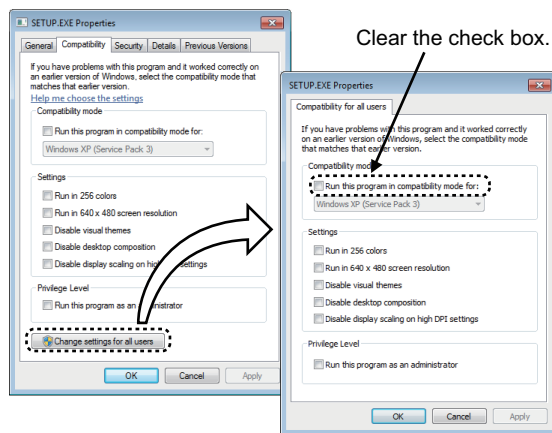 SETUP.EXE Properties
General Compatibility Security Details Previous Versions
If you have problems with this program and it worked correctly on
an earlier version of Windows, select the compatibility mode that
matches that earlier version.
Help me choose the settings
Compatibility mode
Run this program in compatibility mode for:
Windows XP (Service Pack 3)
Settings
Run in 256 colors
Run in 640 x 480 screen resolution
Disable visual themes
Disable desktop composition
Disable display scaling on high settings
Privilege Level
Run this program as an administrator
Change settings for all users
OK Cancel Apply
Clear the check box.
SETUP.EXE Properties
Compatibility for all users
If you have problems with this program and it worked correctly
on an earlier version of Windows, select the compatibility mode
that matches that earlier version.
Compatibility mode
Run this program in compatibility mode for:
Windows XP (Service Pack 3)
Settings
Run in 256 colors
Run in 640 x 480 screen resolution
Disable visual themes
Disable desktop composition
Disable display scaling on high DPI settings
Privilege Level
Run this program as an administrator
OK Cancel Apply